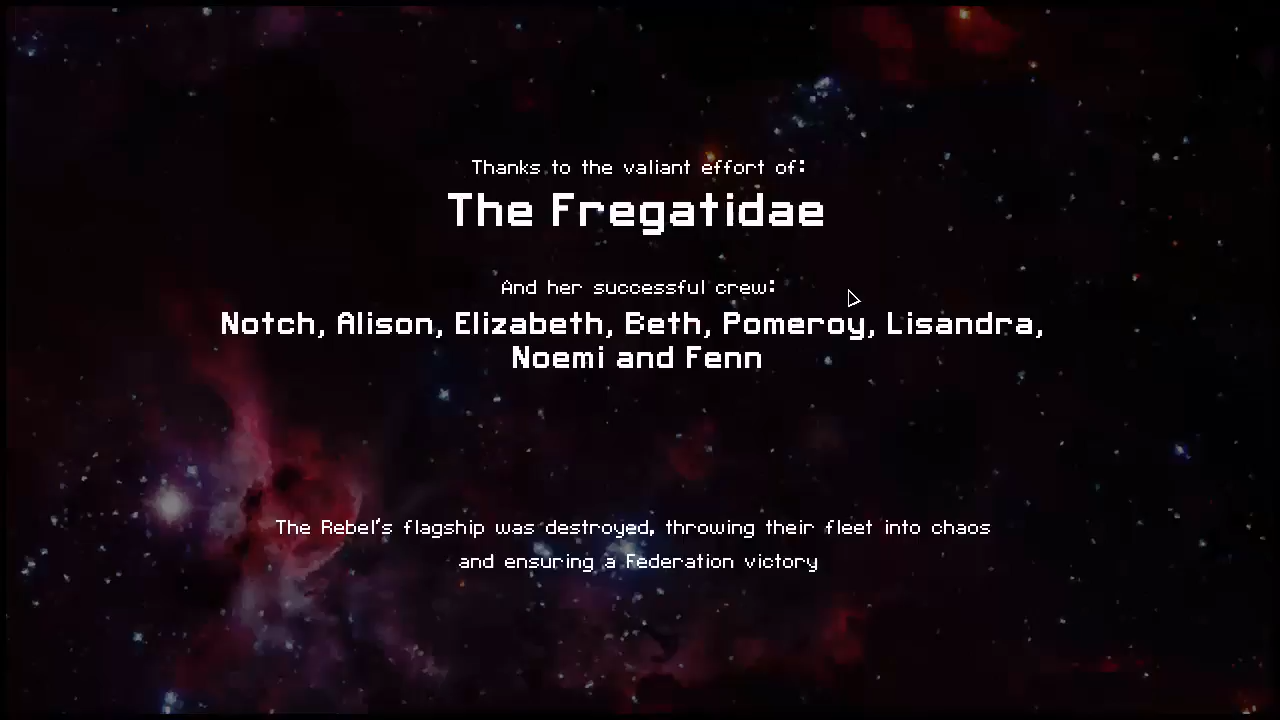 Thanks to the valiant effort of:
The Fregatidae
And her successful crew:
Notch, Alison, Elizabeth, Beth, Pomeroy, Lisandra,
Noemi and Fenn
The Rebel's flagship was destroyed, throwing their fleet into chaos
and ensuring a Federation victory